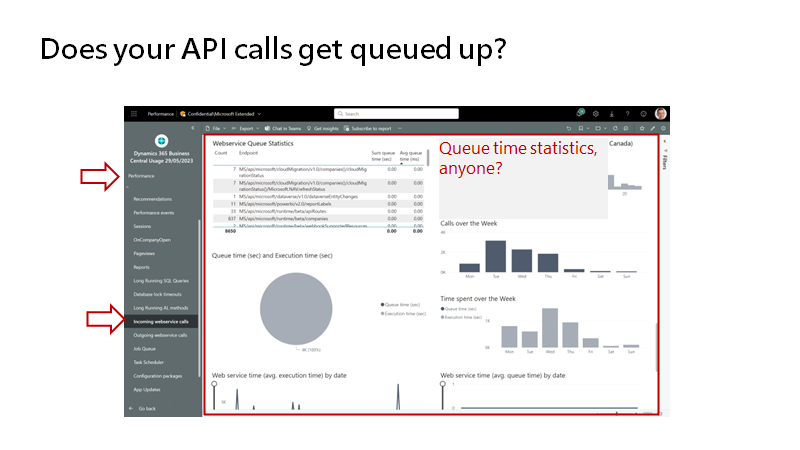 Does your API calls get queued up?
Performance Confidential\Microsoft Extended
Search
File Export Chat in Teams Get insights Subscribe to report
Dynamics 365 Business
Central Usage 29/05/2023
Performance
Recommendations
Performance events
Sessions
OnCompanyOpen
Pageviews
Reports
Long Running SQL Queries
Database lock timeouts
Long Running AL methods
Incoming webservice calls
Outgoing webservice calls
Job Queue
Task Scheduler
Configuration packages
App Updates
Go back
Webservice Queue Statistics
Count Endpoint Sum queue time (sec) Avg queue time (ms)
7 MS/api/microsoft/cloudMigration/v1.0/companies()/cloudMig 0.00 0.00
rationStatus
7 MS/api/microsoft/cloudMigration/v1.0/companies()/cloudMig 0.00 0.00
rationStatus()/Microsoft.NAV.refreshStatus
1 MS/api/microsoft/dataverse/v1.0/dataverseEntityChanges 0.00 0.00
11 MS/api/microsoft/powerbi/v2.0/reportLabels 0.00 0.00
33 MS/api/microsoft/runtime/beta/apiRoutes 0.00 0.00
837 MS/api/microsoft/runtime/beta/companies 0.00 0.00
8650 0.00 0.00
Queue time statistics,
anyone?
Canada)
20
Filters
Calls over the Week
4K
2K
0K
Mon Tue Wed Thu Fri Sat Sun
Queue time (sec) and Execution time (sec)
Queue time (sec)
Execution time (sec)
4K (100%)
Time spent over the Week
Queue time (sec)
Execution time (sec)
1K
0K
Mon Tue Wed Thu Fri Sat Sun
Web service time (avg. execution time) by date
5K
Web service time (avg. queue time) by date
1
0